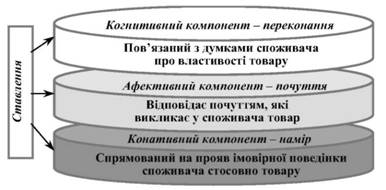 Ставлення
Когнитивний компонент – переконання
Пов’язаний з думками споживача
про властивості товару
Афективний компонент – почуття
Відповідає почуттям, які
викликає у споживача товар
Конативний компонент – намір
Спрямований на прояв імовірної поведінки
споживача стосовно товару